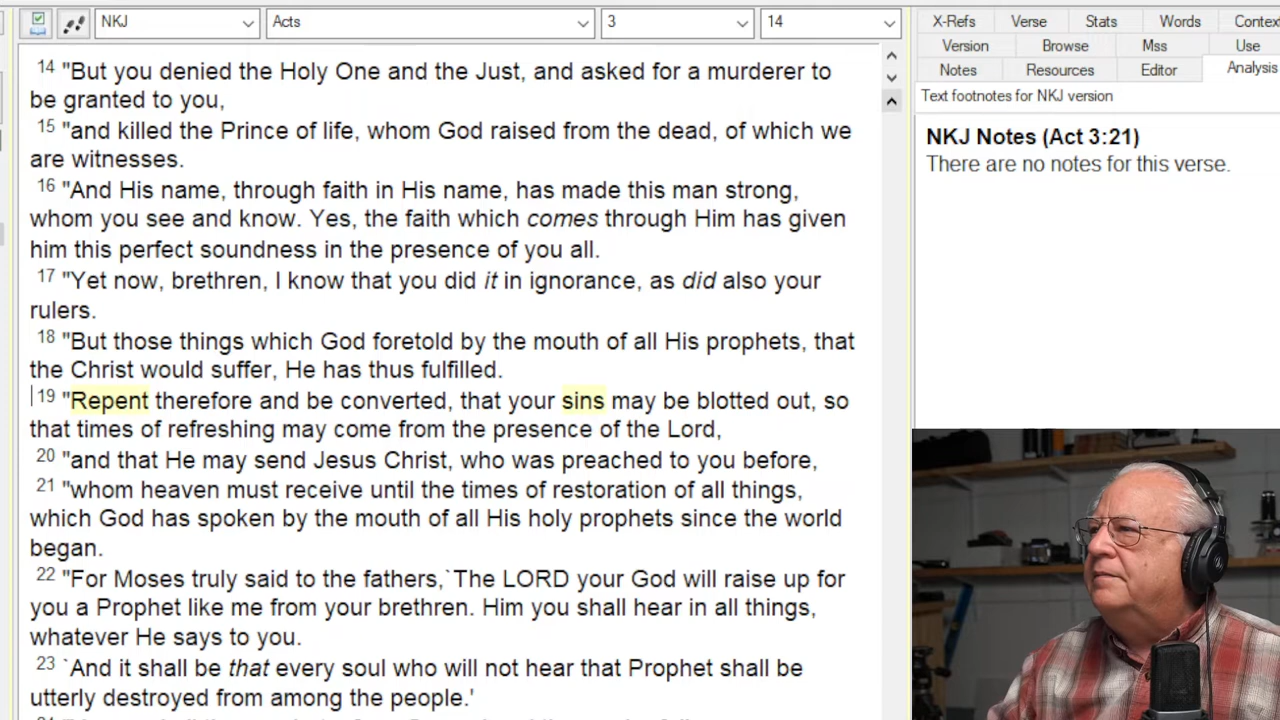 NKJ Acts 3 14
14 "But you denied the Holy One and the Just, and asked for a murderer to
be granted to you,
15 "and killed the Prince of life, whom God raised from the dead, of which we
are witnesses.
16 "And His name, through faith in His name, has made this man strong,
whom you see and know. Yes, the faith which comes through Him has given
him this perfect soundness in the presence of you all.
17 "Yet now, brethren, I know that you did it in ignorance, as did also your
rulers.
18 "But those things which God foretold by the mouth of all His prophets, that
the Christ would suffer, He has thus fulfilled.
19 "Repent therefore and be converted, that your sins may be blotted out, so
that times of refreshing may come from the presence of the Lord,
20 "and that He may send Jesus Christ, who was preached to you before,
21 "whom heaven must receive until the times of restoration of all things,
which God has spoken by the mouth of all His holy prophets since the world
began.
22 "For Moses truly said to the fathers,`The LORD your God will raise up for
you a Prophet like me from your brethren. Him you shall hear in all things,
whatever He says to you.
23 `And it shall be that every soul who will not hear that Prophet shall be
utterly destroyed from among the people.'
X-Refs Verse Stats Words Contex
Version Browse Mss Use
Notes Resources Editor Analysis
Text footnotes for NKJ version
NKJ Notes (Act 3:21)
There are no notes for this verse.